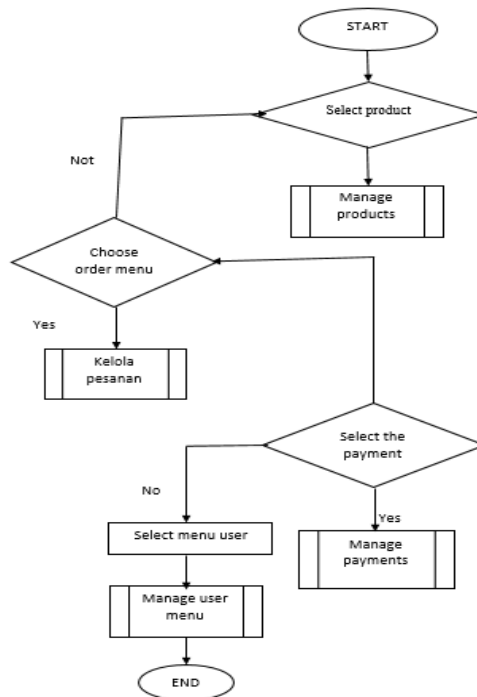 START
Select product
Not
Manage
products
Choose
order menu
Yes
Kelola
pesanan
Select the
payment
No
Yes
Select menu user
Manage
payments
Manage user
menu
END